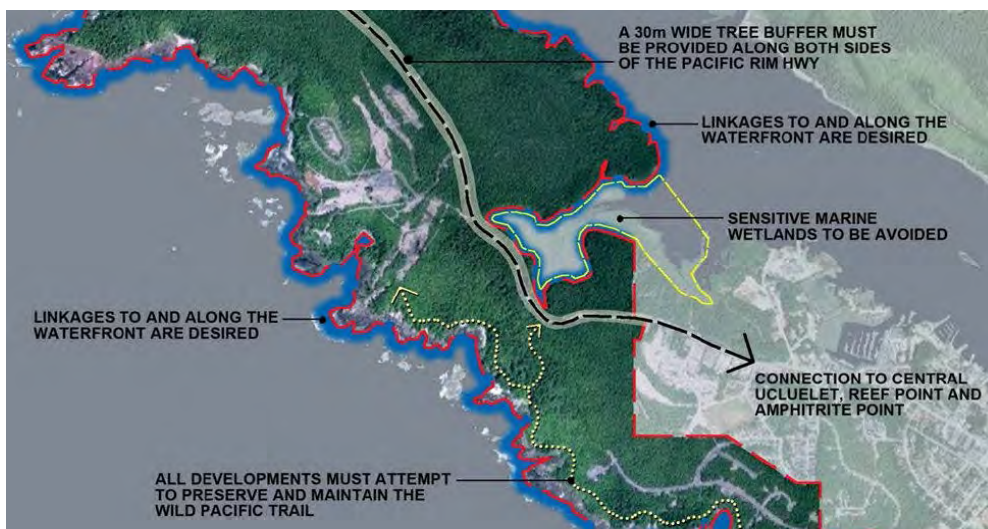 A 30m WIDE TREE BUFFER MUST
BE PROVIDED ALONG BOTH SIDES
OF THE PACIFIC RIM HWY
LINKAGES TO AND ALONG THE
WATERFRONT ARE DESIRED
SENSITIVE MARINE
WETLANDS TO BE AVOIDED
LINKAGES TO AND ALONG THE
WATERFRONT ARE DESIRED
CONNECTION TO CENTRAL
UCLUELET, REEF POINT AND
AMPHITRITE POINT
ALL DEVELOPMENTS MUST ATTEMPT
TO PRESERVE AND MAINTAIN THE
WILD PACIFIC TRAIL